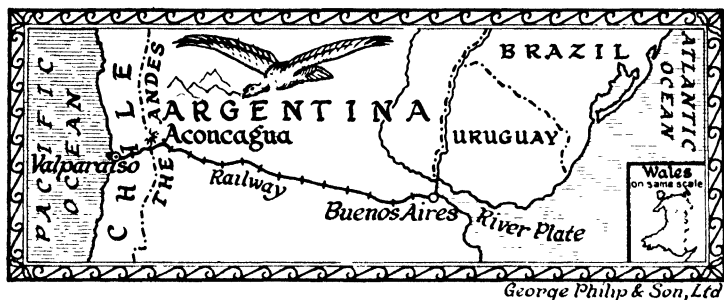 PACIFIC
OCEAN
CHILE
THE ANDES
ARGENTINA
Aconcagua
Valparaiso
Railway
Buenos Aires
River Plate
URUGUAY
BRAZIL
ATLANTIC
OCEAN
Wales
on same scale
George Philip & Son, Ltd